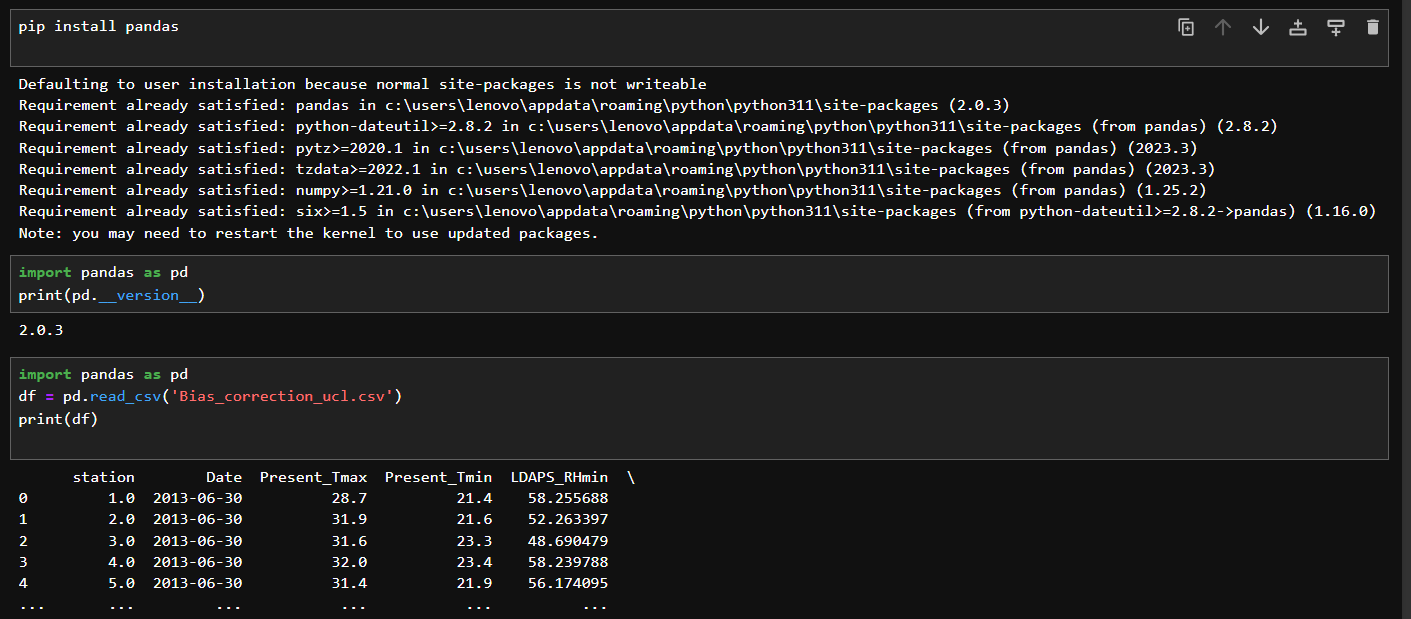 pip install pandas
Defaulting to user installation because normal site-packages is not writeable
Requirement already satisfied: pandas in c:\users\lenovo\appdata\roaming\python\python311\site-packages (2.0.3)
Requirement already satisfied: python-dateutil>=2.8.2 in c:\users\lenovo\appdata\roaming\python\python311\site-packages (from pandas) (2.8.2)
Requirement already satisfied: pytz>=2020.1 in c:\users\lenovo\appdata\roaming\python\python311\site-packages (from pandas) (2023.3)
Requirement already satisfied: tzdata>=2022.1 in c:\users\lenovo\appdata\roaming\python\python311\site-packages (from pandas) (2023.3)
Requirement already satisfied: numpy>=1.21.0 in c:\users\lenovo\appdata\roaming\python\python311\site-packages (from pandas) (1.25.2)
Requirement already satisfied: six>=1.5 in c:\users\lenovo\appdata\roaming\python\python311\site-packages (from python-dateutil>=2.8.2->pandas) (1.16.0)
Note: you may need to restart the kernel to use updated packages.
import pandas as pd
print(pd.__version__)
2.0.3
import pandas as pd
df = pd.read_csv('Bias_correction_ucl.csv')
print(df)
station Date Present_Tmax Present_Tmin LDAPS_RHmin \
0 1.0 2013-06-30 28.7 21.4 58.255688
1 2.0 2013-06-30 31.9 21.6 52.263397
2 3.0 2013-06-30 31.6 23.3 48.690479
3 4.0 2013-06-30 32.0 23.4 58.239788
4 5.0 2013-06-30 31.4 21.9 56.174095
... ... ... ... ... ...